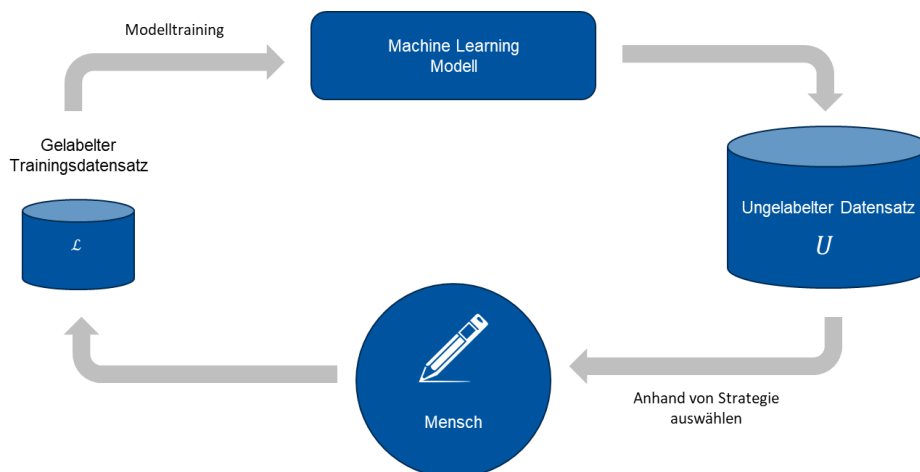 Modelltraining
Machine Learning
Modell
Gelabelter
Trainingsdatensatz
ℒ
Ungelabelter Datensatz
U
Mensch
Anhand von Strategie
auswählen